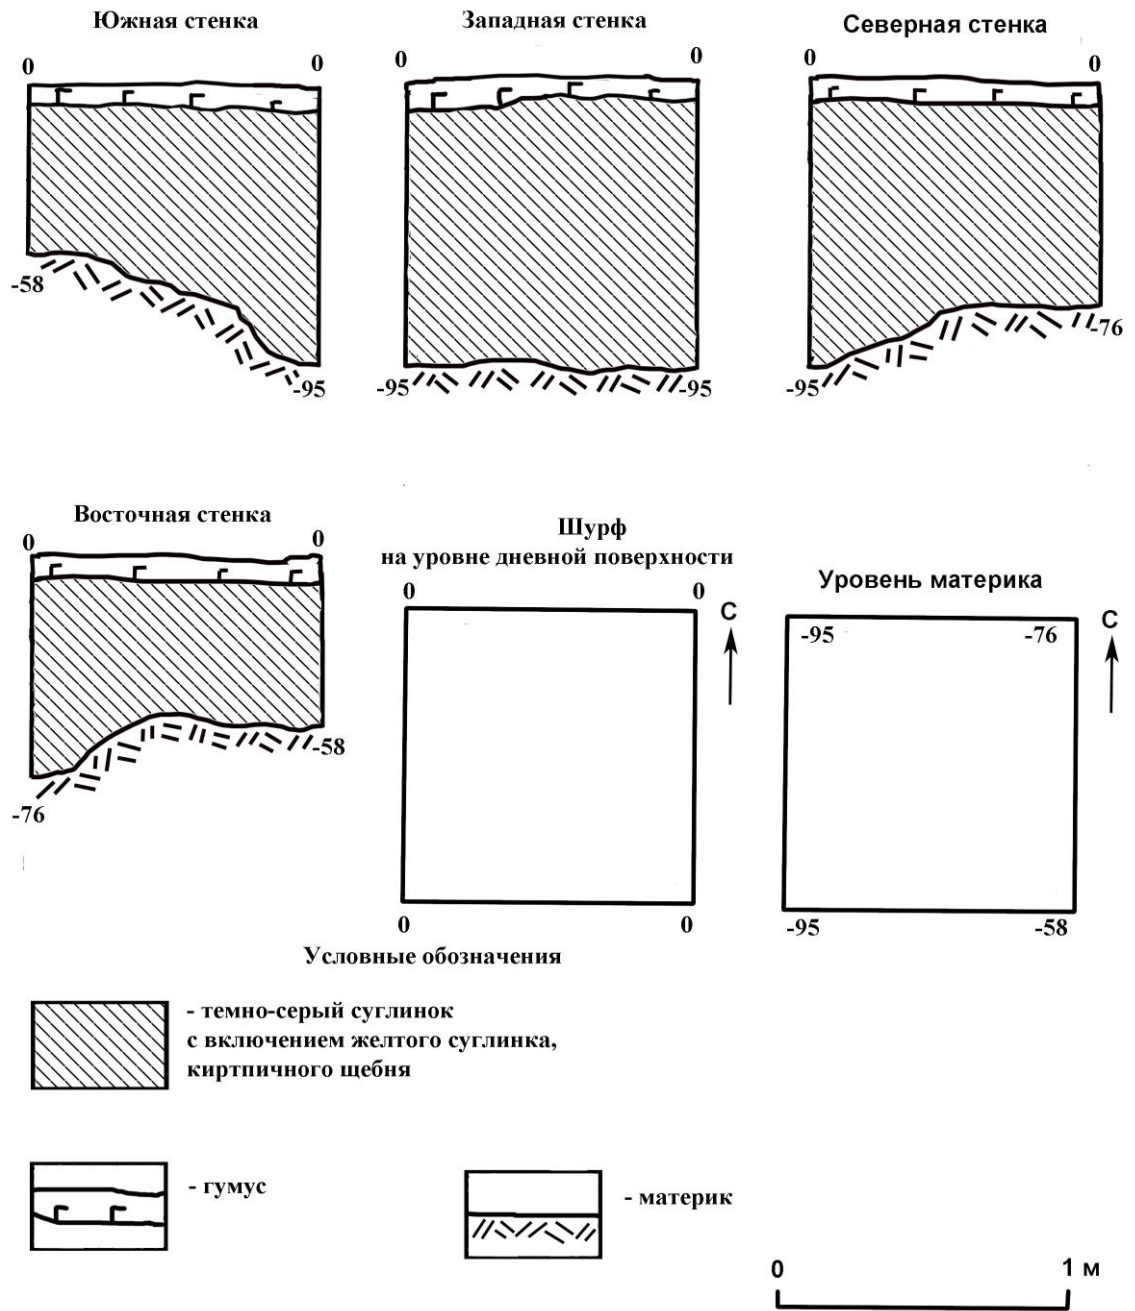 Южная стенка
Западная стенка
Северная стенка
0 0
0 0
0 0
-58
-95
-95 -95
-95
-76
Восточная стенка
0 0
-76
-58
Шурф
на уровне дневной поверхности
0 0
С
0 0
Уровень материка
-95 -76
С
-95 -58
Условные обозначения
- темно-серый суглинок
с включением желтого суглинка,
киртпичного щебня
- гумус
- материк
0 1 м